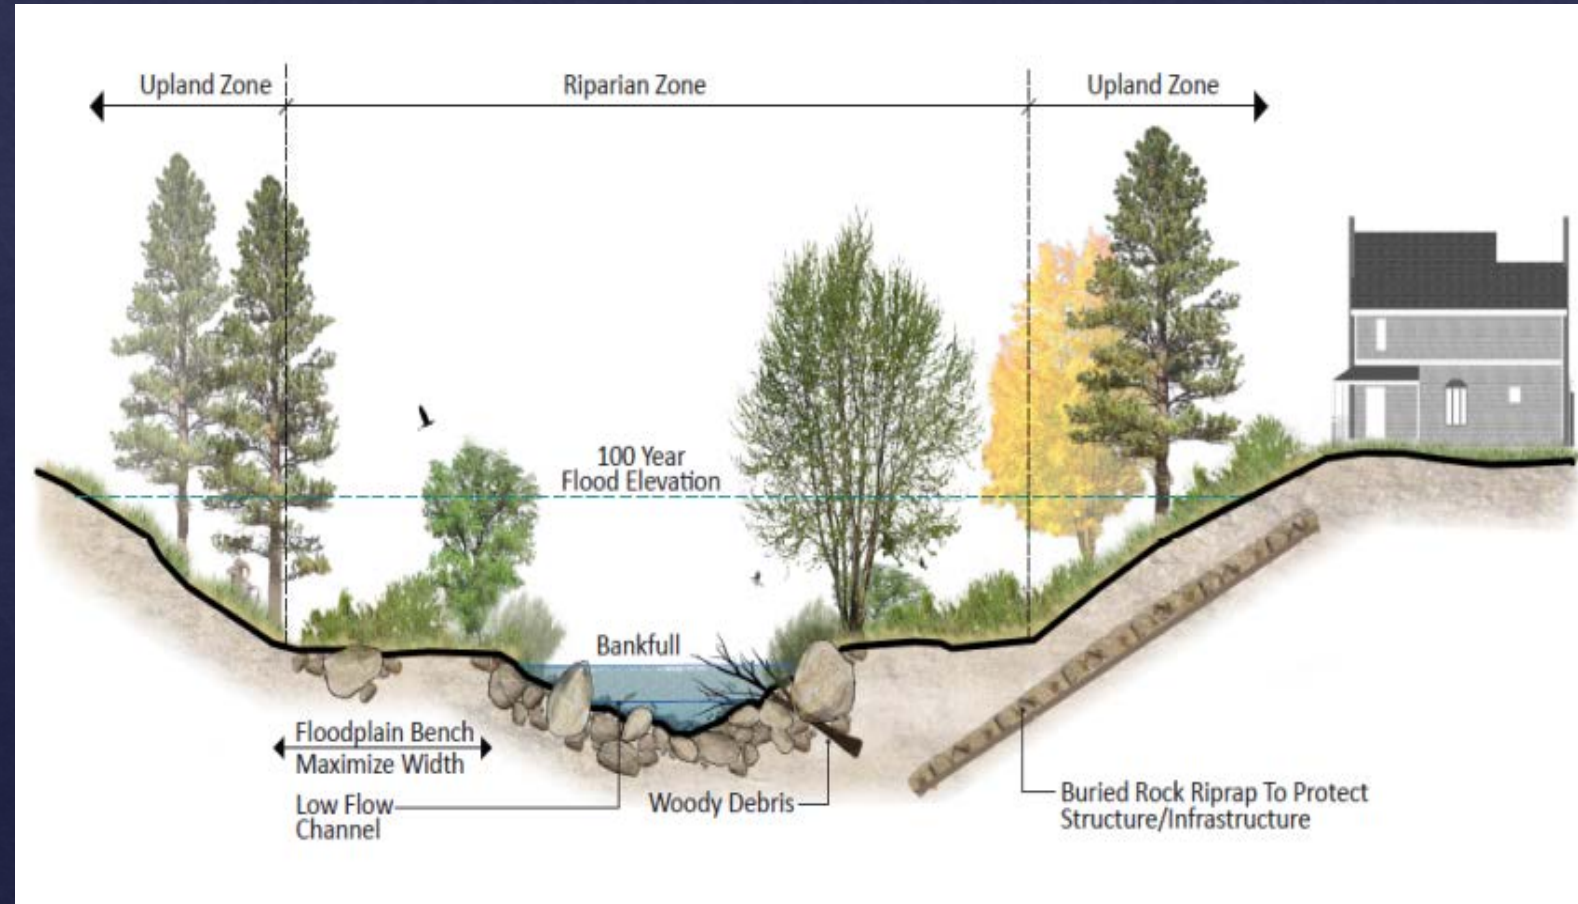 Upland Zone
Riparian Zone
Upland Zone
100 Year
Flood Elevation
Bankfull
Floodplain Bench
Maximize Width
Low Flow
Channel
Woody Debris
Buried Rock Riprap To Protect
Structure/Infrastructure